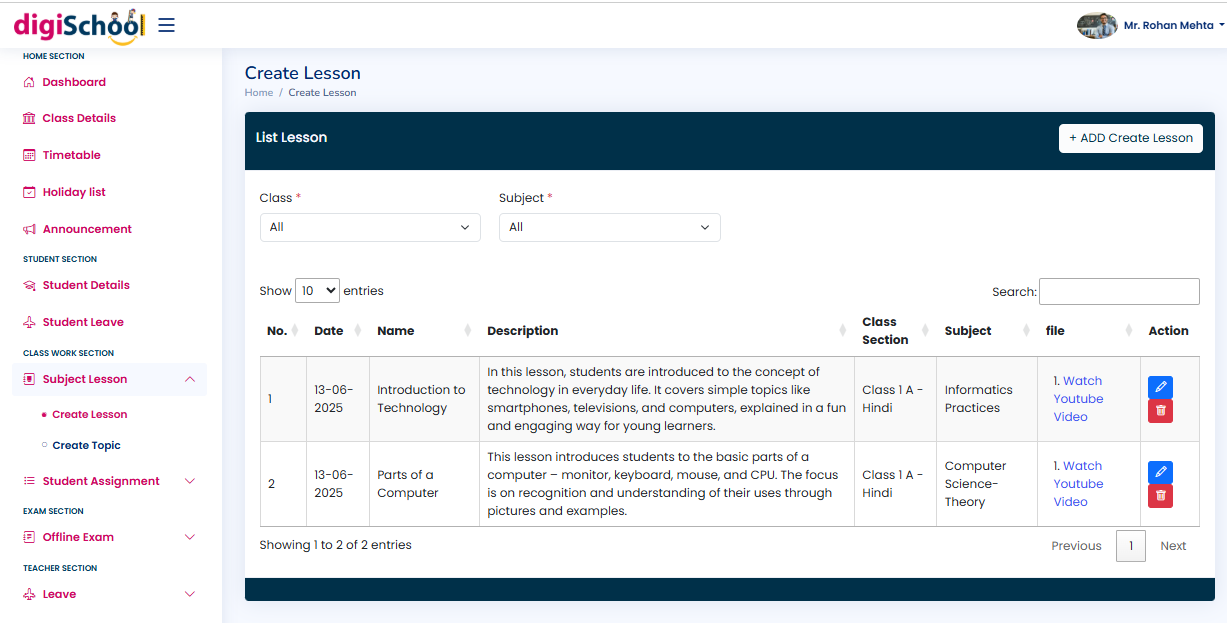 digiSchool
Mr. Rohan Mehta
HOME SECTION
Dashboard
Class Details
Timetable
Holiday list
Announcement
STUDENT SECTION
Student Details
Student Leave
CLASS WORK SECTION
Subject Lesson
Create Lesson
Create Topic
Student Assignment
EXAM SECTION
Offline Exam
TEACHER SECTION
Leave
Create Lesson
Home / Create Lesson
List Lesson
+ ADD Create Lesson
Class * Subject *
All All
Show 10 entries
Search:
No. Date Name Description Class Section Subject file Action
1
13-06-
2025
Introduction to
Technology
In this lesson, students are introduced to the concept of
technology in everyday life. It covers simple topics like
smartphones, televisions, and computers, explained in a fun
and engaging way for young learners.
Class 1 A -
Hindi
Informatics
Practices
1. Watch
Youtube
Video
2
13-06-
2025
Parts of a
Computer
This lesson introduces students to the basic parts of a
computer – monitor, keyboard, mouse, and CPU. The focus
is on recognition and understanding of their uses through
pictures and examples.
Class 1 A -
Hindi
Computer
Science-
Theory
1. Watch
Youtube
Video
Showing 1 to 2 of 2 entries
Previous 1 Next